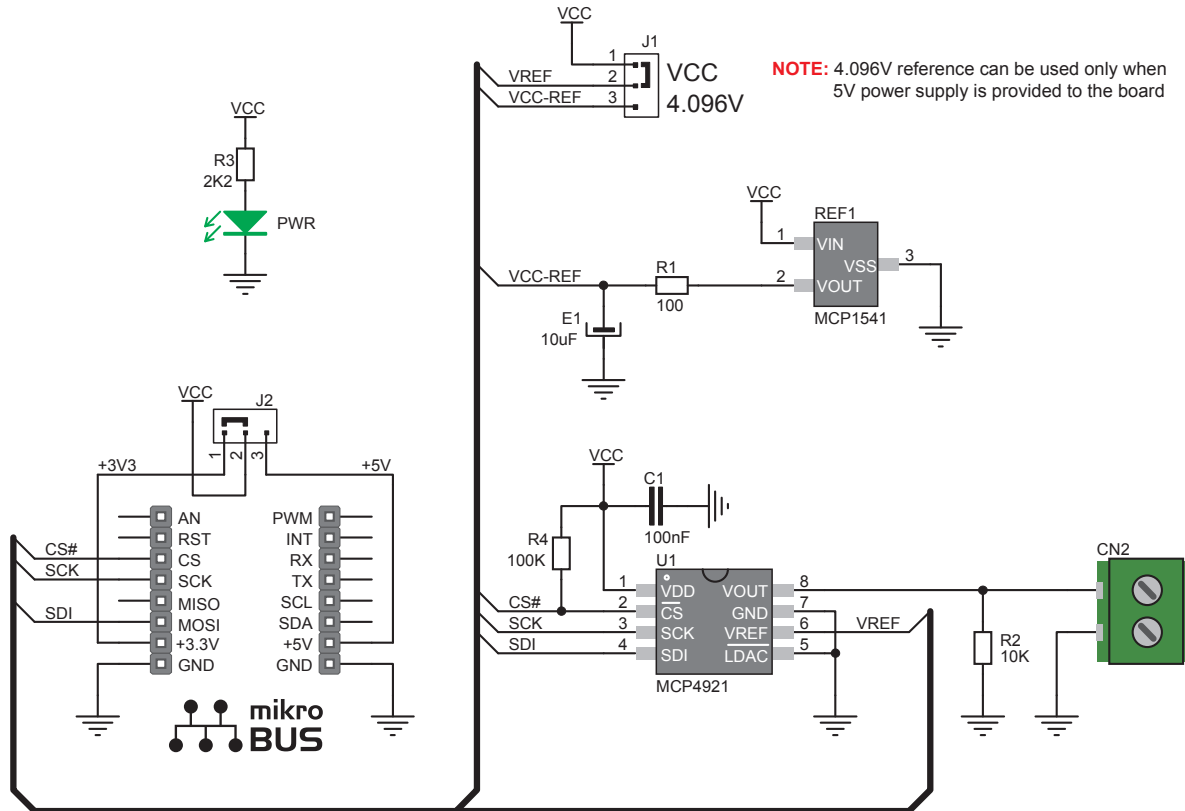 VCC
J1
1
VREF 2
VCC-REF 3
VCC
4.096V
NOTE: 4.096V reference can be used only when
5V power supply is provided to the board
VCC
R3
2K2
PWR
VCC
REF1
1
VIN
VSS
3
VCC-REF
R1
100
2
VOUT
MCP1541
E1
10uF
VCC
J2
1
2
3
+3V3
+5V
AN PWM
RST INT
CS# CS RX
SCK SCK TX
MISO SCL
SDI MOSI SDA
+3.3V +5V
GND GND
mikro
BUS
VCC
C1
100nF
R4
100K
U1
1 VDD VOUT 8
CS# 2 CS GND 7
SCK 3 SCK VREF 6 VREF
SDI 4 SDI LDAC 5
MCP4921
R2
10K
CN2